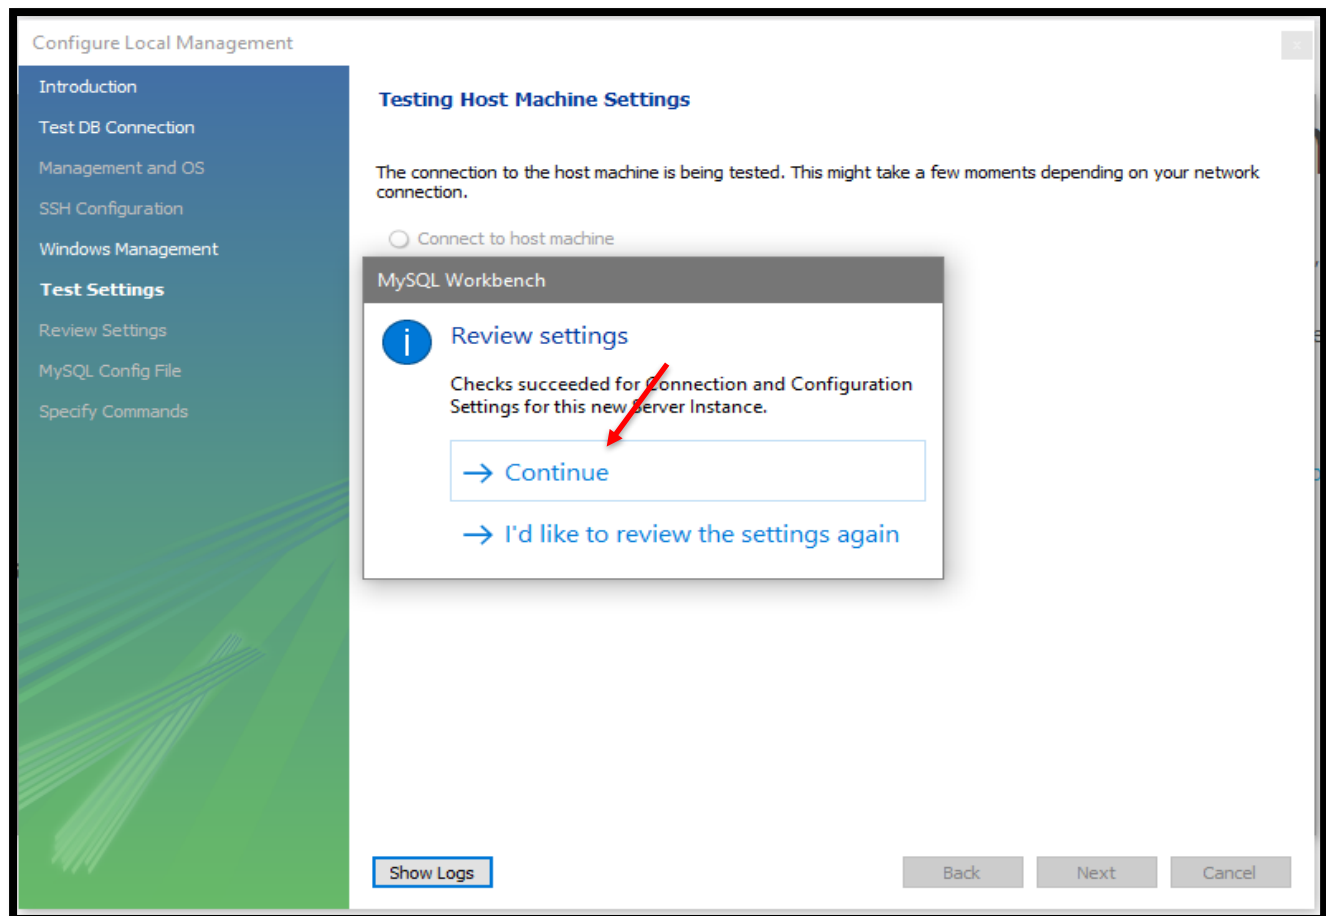 Configure Local Management
x
Introduction
Test DB Connection
Management and OS
SSH Configuration
Windows Management
Test Settings
Review Settings
MySQL Config File
Specify Commands
Testing Host Machine Settings
The connection to the host machine is being tested. This might take a few moments depending on your network
connection.
Connect to host machine
MySQL Workbench
i
Review settings
Checks succeeded for Connection and Configuration
Settings for this new Server Instance.
→ Continue
→ I'd like to review the settings again
Show Logs
Back
Next
Cancel